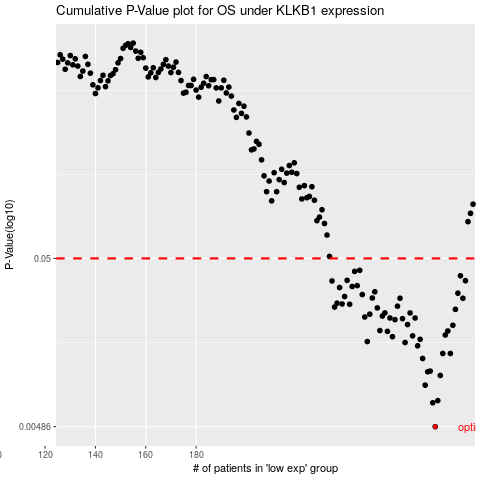 Cumulative P-Value plot for OS under KLKB1 expression
P-Value(log10)
0.05
0.00486
opti
0
120
140
160
180
# of patients in 'low exp' group